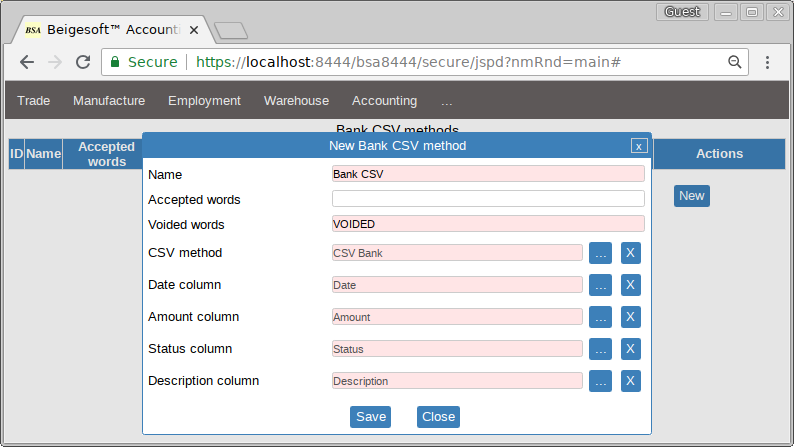 Guest
BSA Beigesoft™ Account
Secure https://localhost:8444/bsa8444/secure/jspd?nmRnd=main#
Trade Manufacture Employment Warehouse Accounting ...
Bank CSV methods
ID Name Accepted words Actions
New
New Bank CSV method x
Name Bank CSV
Accepted words
Voided words VOIDED
CSV method CSV Bank ... X
Date column Date ... X
Amount column Amount ... X
Status column Status ... X
Description column Description ... X
Save Close